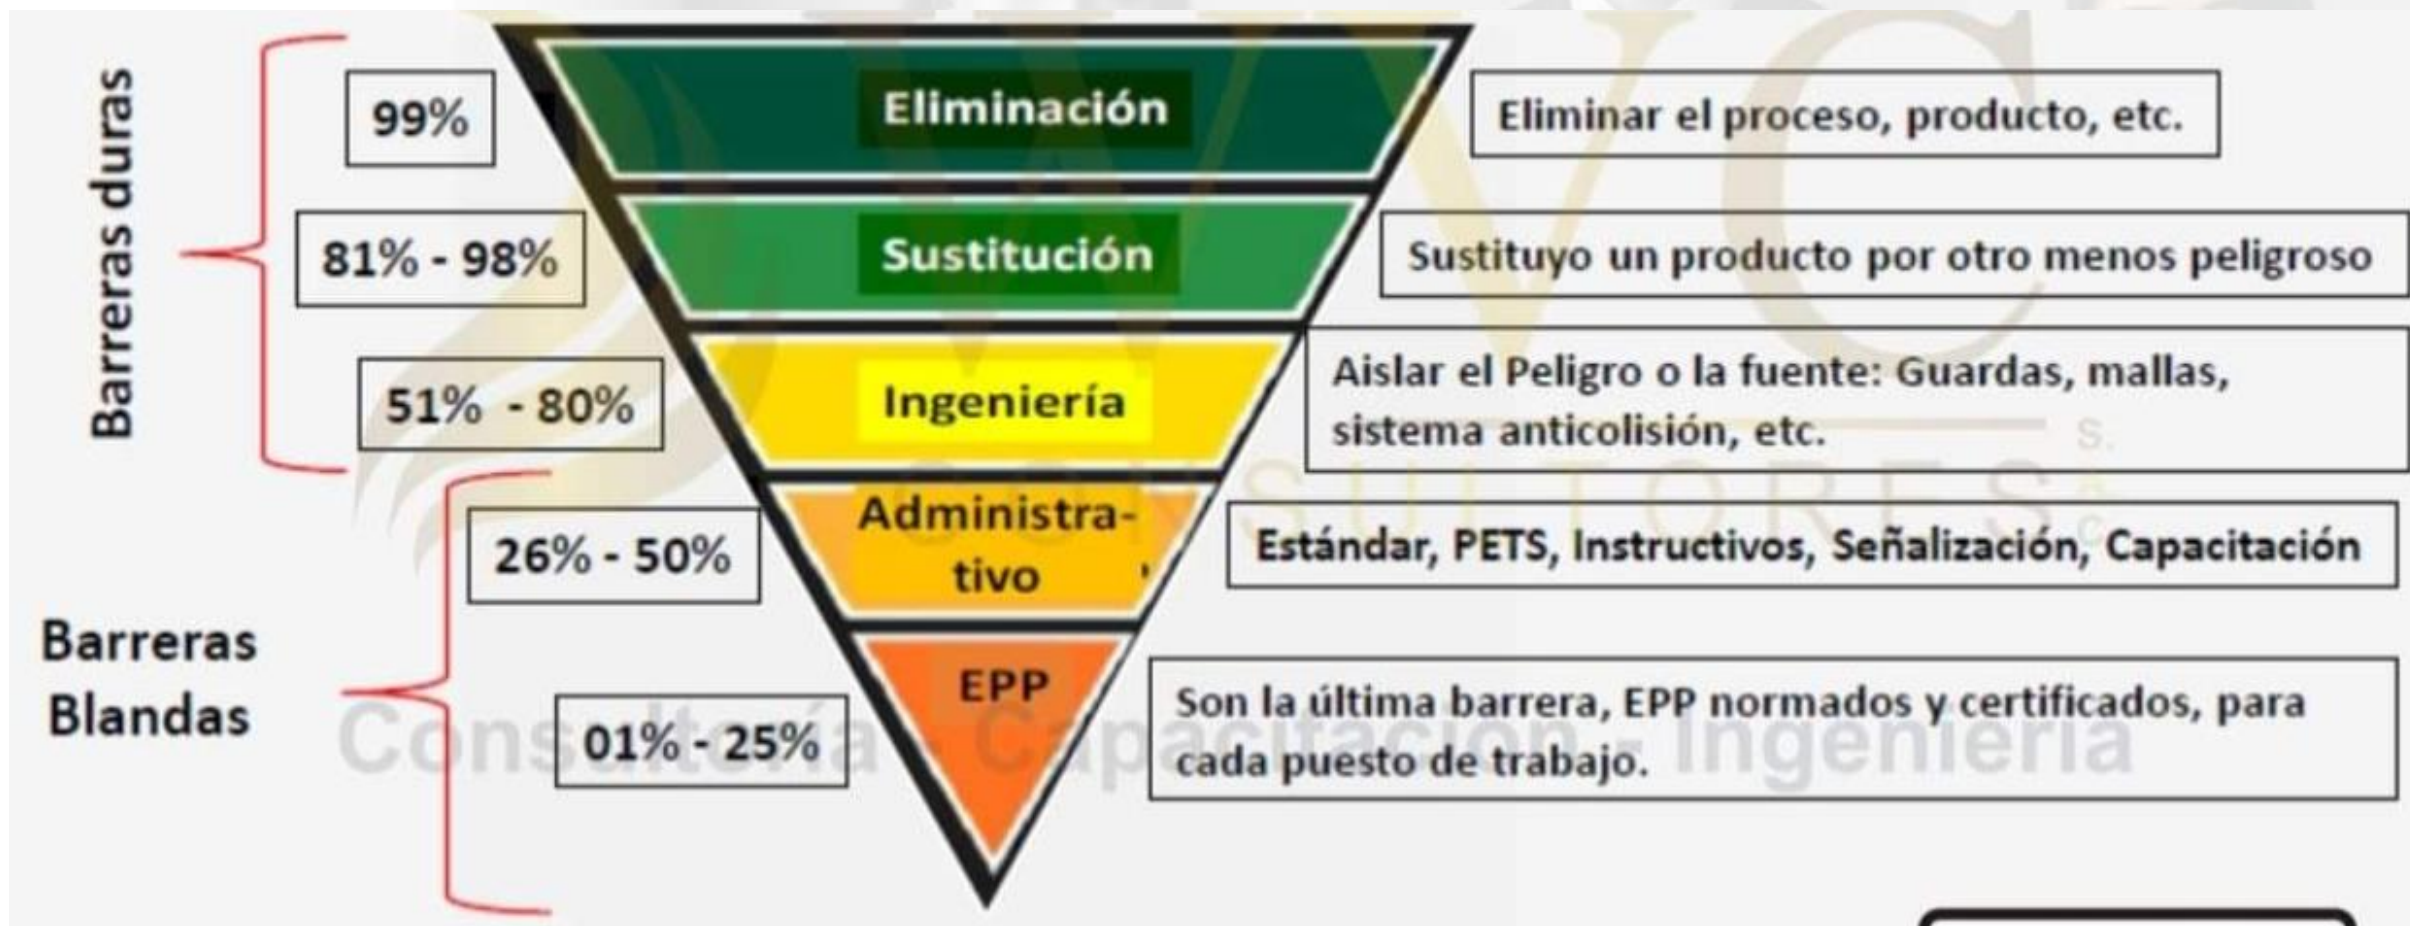 Barreras duras
99%
Eliminación
Eliminar el proceso, producto, etc.
81% - 98%
Sustitución
Sustituyo un producto por otro menos peligroso
51% - 80%
Ingeniería
Aislar el Peligro o la fuente: Guardas, mallas,
sistema anticolisión, etc.
26% - 50%
Administra-
tivo
Estándar, PETS, Instructivos, Señalización, Capacitación
Barreras
Blandas
01% - 25%
EPP
Son la última barrera, EPP normados y certificados, para
cada puesto de trabajo.
WVC
CONSULTORES
S.
A.
C.
Consultoría - Capacitación - Ingeniería